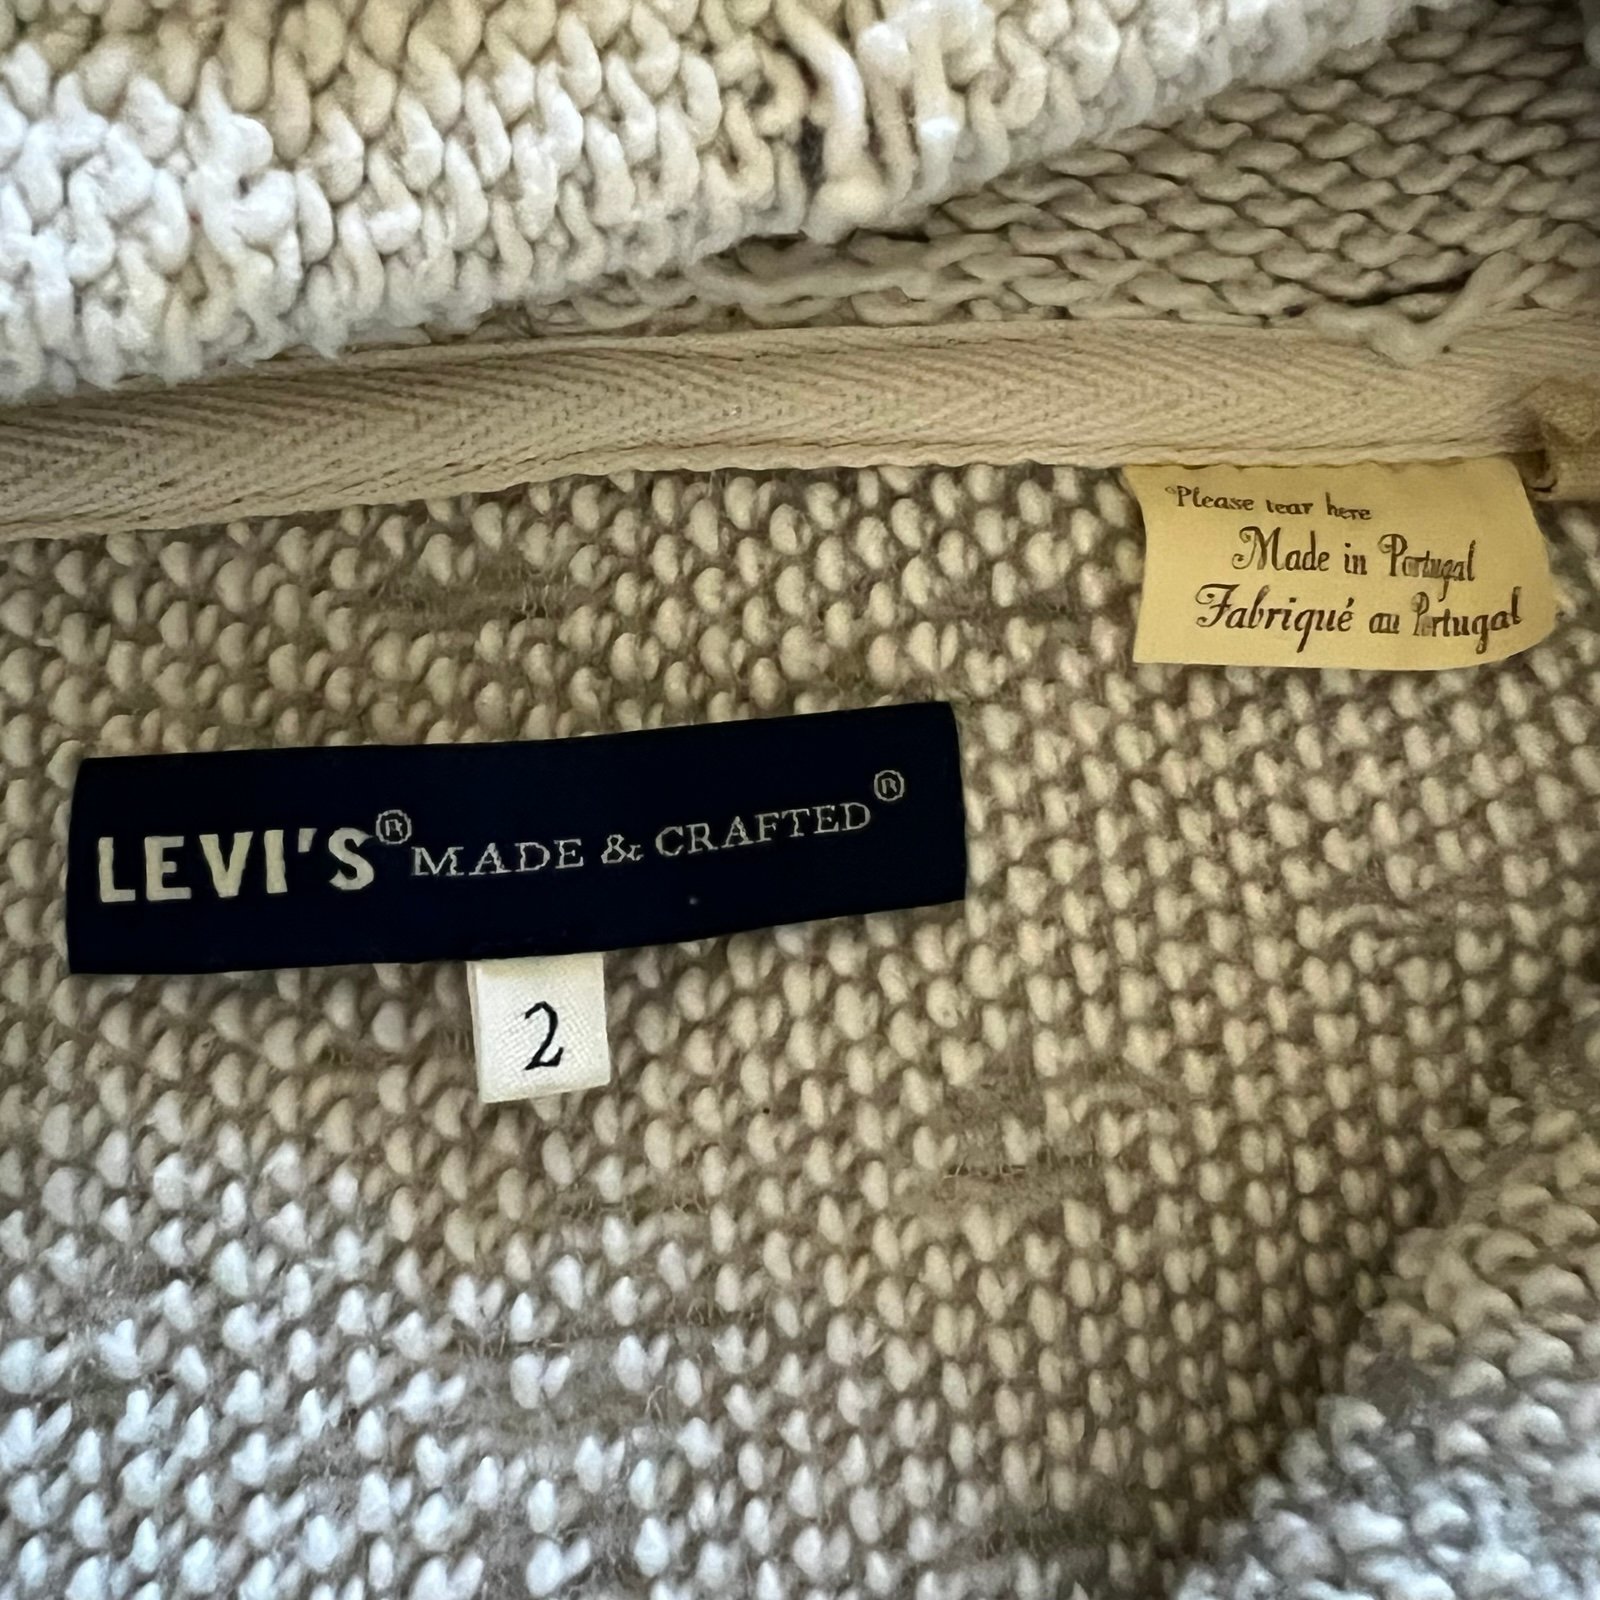 Please tear here
Made in Portugal
Fabriqué au Portugal
LEVI'S® MADE & CRAFTED®
2